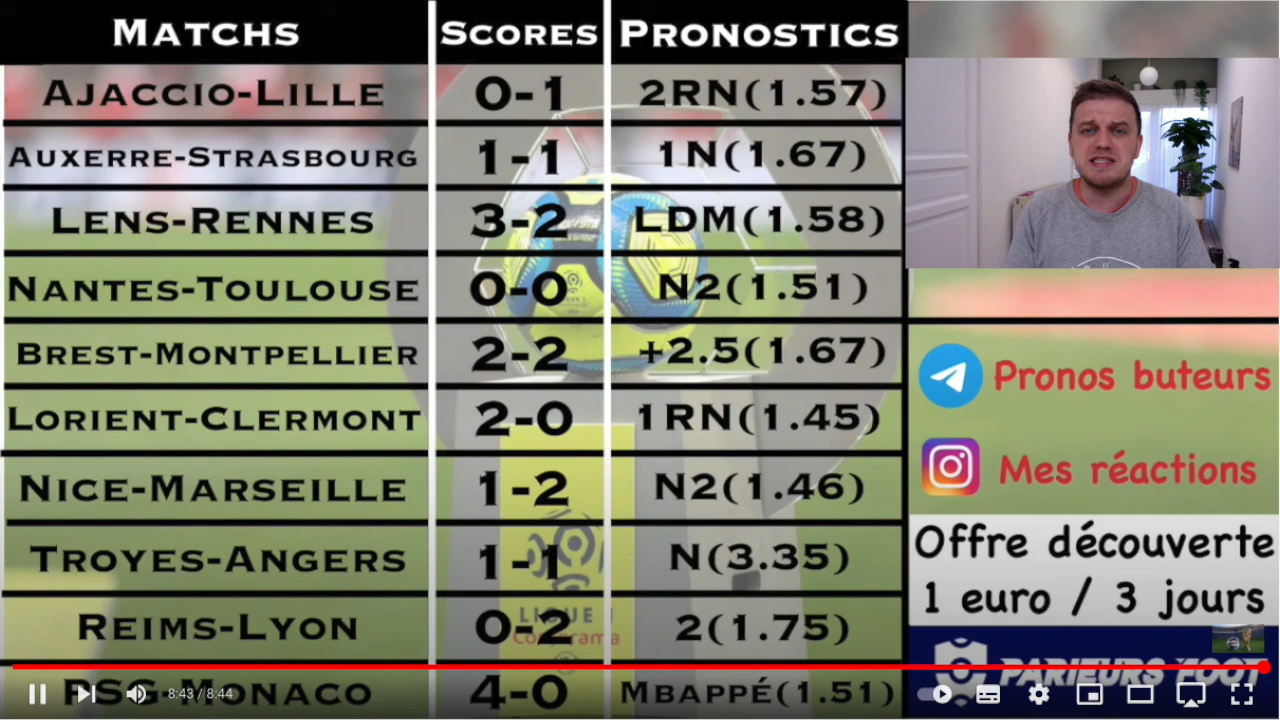 MATCHS SCORES PRONOSTICS
AJACCIO-LILLE 0-1 2RN(1.57)
AUXERRE-STRASBOURG 1-1 1N(1.67)
LENS-RENNES 3-2 LDM(1.58)
NANTES-TOULOUSE 0-0 N2(1.51)
BREST-MONTPELLIER 2-2 +2.5(1.67)
LORIENT-CLERMONT 2-0 1RN(1.45)
NICE-MARSEILLE 1-2 N2(1.46)
TROYES-ANGERS 1-1 N(3.35)
REIMS-LYON 0-2 2(1.75)
PSG-MONACO 4-0 MBAPPÉ(1.51)
LIGUE 1
Conforama
Pronos buteurs
Mes réactions
Offre découverte
1 euro / 3 jours
PARIEURS FOOT
8:43 / 8:44